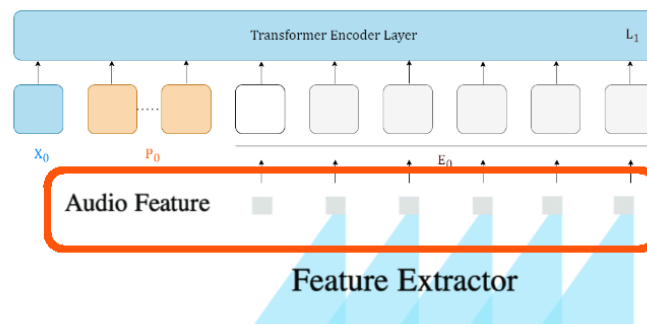 Transformer Encoder Layer L₁
X₀ P₀ E₀
Audio Feature
Feature Extractor